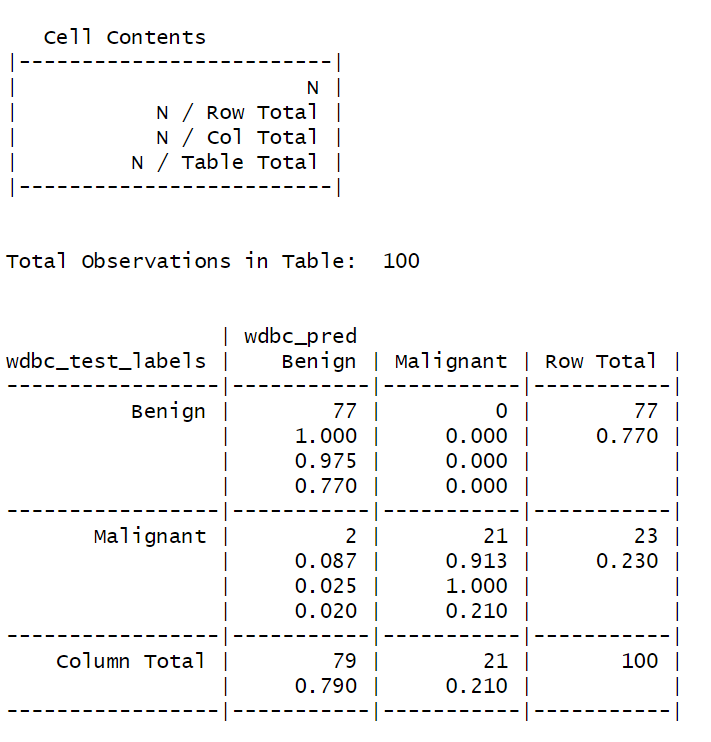 Cell Contents
|-------------------------|
|                       N |
|           N / Row Total |
|           N / Col Total |
|         N / Table Total |
|-------------------------|
Total Observations in Table:  100
                 | wdbc_pred
wdbc_test_labels |    Benign | Malignant | Row Total |
-----------------|-----------|-----------|-----------|
          Benign |        77 |         0 |        77 |
                 |     1.000 |     0.000 |     0.770 |
                 |     0.975 |     0.000 |           |
                 |     0.770 |     0.000 |           |
-----------------|-----------|-----------|-----------|
       Malignant |         2 |        21 |        23 |
                 |     0.087 |     0.913 |     0.230 |
                 |     0.025 |     1.000 |           |
                 |     0.020 |     0.210 |           |
-----------------|-----------|-----------|-----------|
    Column Total |        79 |        21 |       100 |
                 |     0.790 |     0.210 |           |
-----------------|-----------|-----------|-----------|